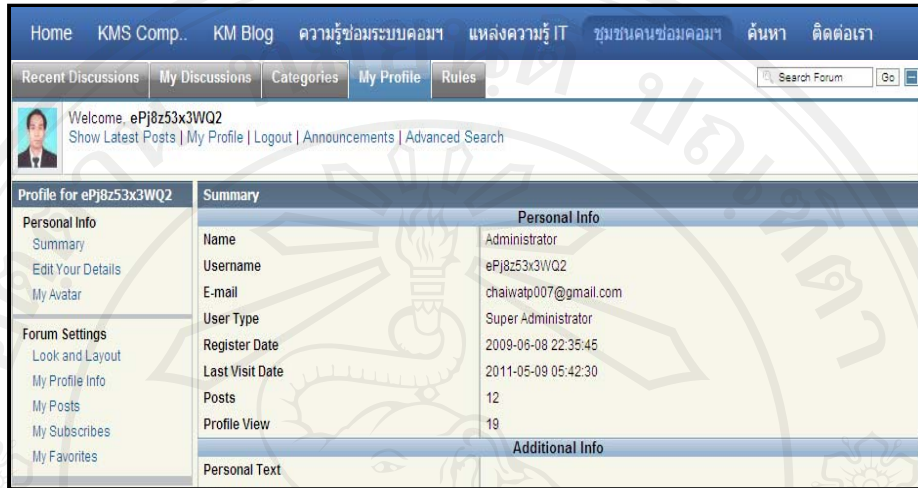 Home KMS Comp.. KM Blog ความรู้ซ่อมระบบคอมฯ แหล่งความรู้ IT ชุมชนคนซ่อมคอมฯ ค้นหา ติดต่อเรา
Recent Discussions My Discussions Categories My Profile Rules Search Forum Go
Welcome, ePj8z53x3WQ2
Show Latest Posts | My Profile | Logout | Announcements | Advanced Search
Profile for ePj8z53x3WQ2 Summary
Personal Info
Summary
Edit Your Details
My Avatar
Forum Settings
Look and Layout
My Profile Info
My Posts
My Subscribes
My Favorites
Personal Info
Name Administrator
Username ePj8z53x3WQ2
E-mail chaiwatp007@gmail.com
User Type Super Administrator
Register Date 2009-06-08 22:35:45
Last Visit Date 2011-05-09 05:42:30
Posts 12
Profile View 19
Additional Info
Personal Text